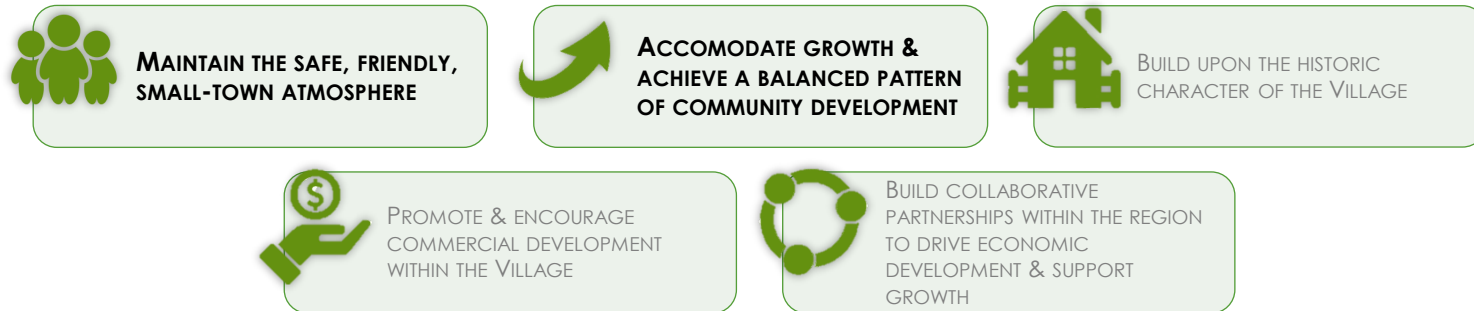 MAINTAIN THE SAFE, FRIENDLY,
SMALL-TOWN ATMOSPHERE
ACCOMODATE GROWTH &
ACHIEVE A BALANCED PATTERN
OF COMMUNITY DEVELOPMENT
BUILD UPON THE HISTORIC
CHARACTER OF THE VILLAGE
$
PROMOTE & ENCOURAGE
COMMERCIAL DEVELOPMENT
WITHIN THE VILLAGE
BUILD COLLABORATIVE
PARTNERSHIPS WITHIN THE REGION
TO DRIVE ECONOMIC
DEVELOPMENT & SUPPORT
GROWTH